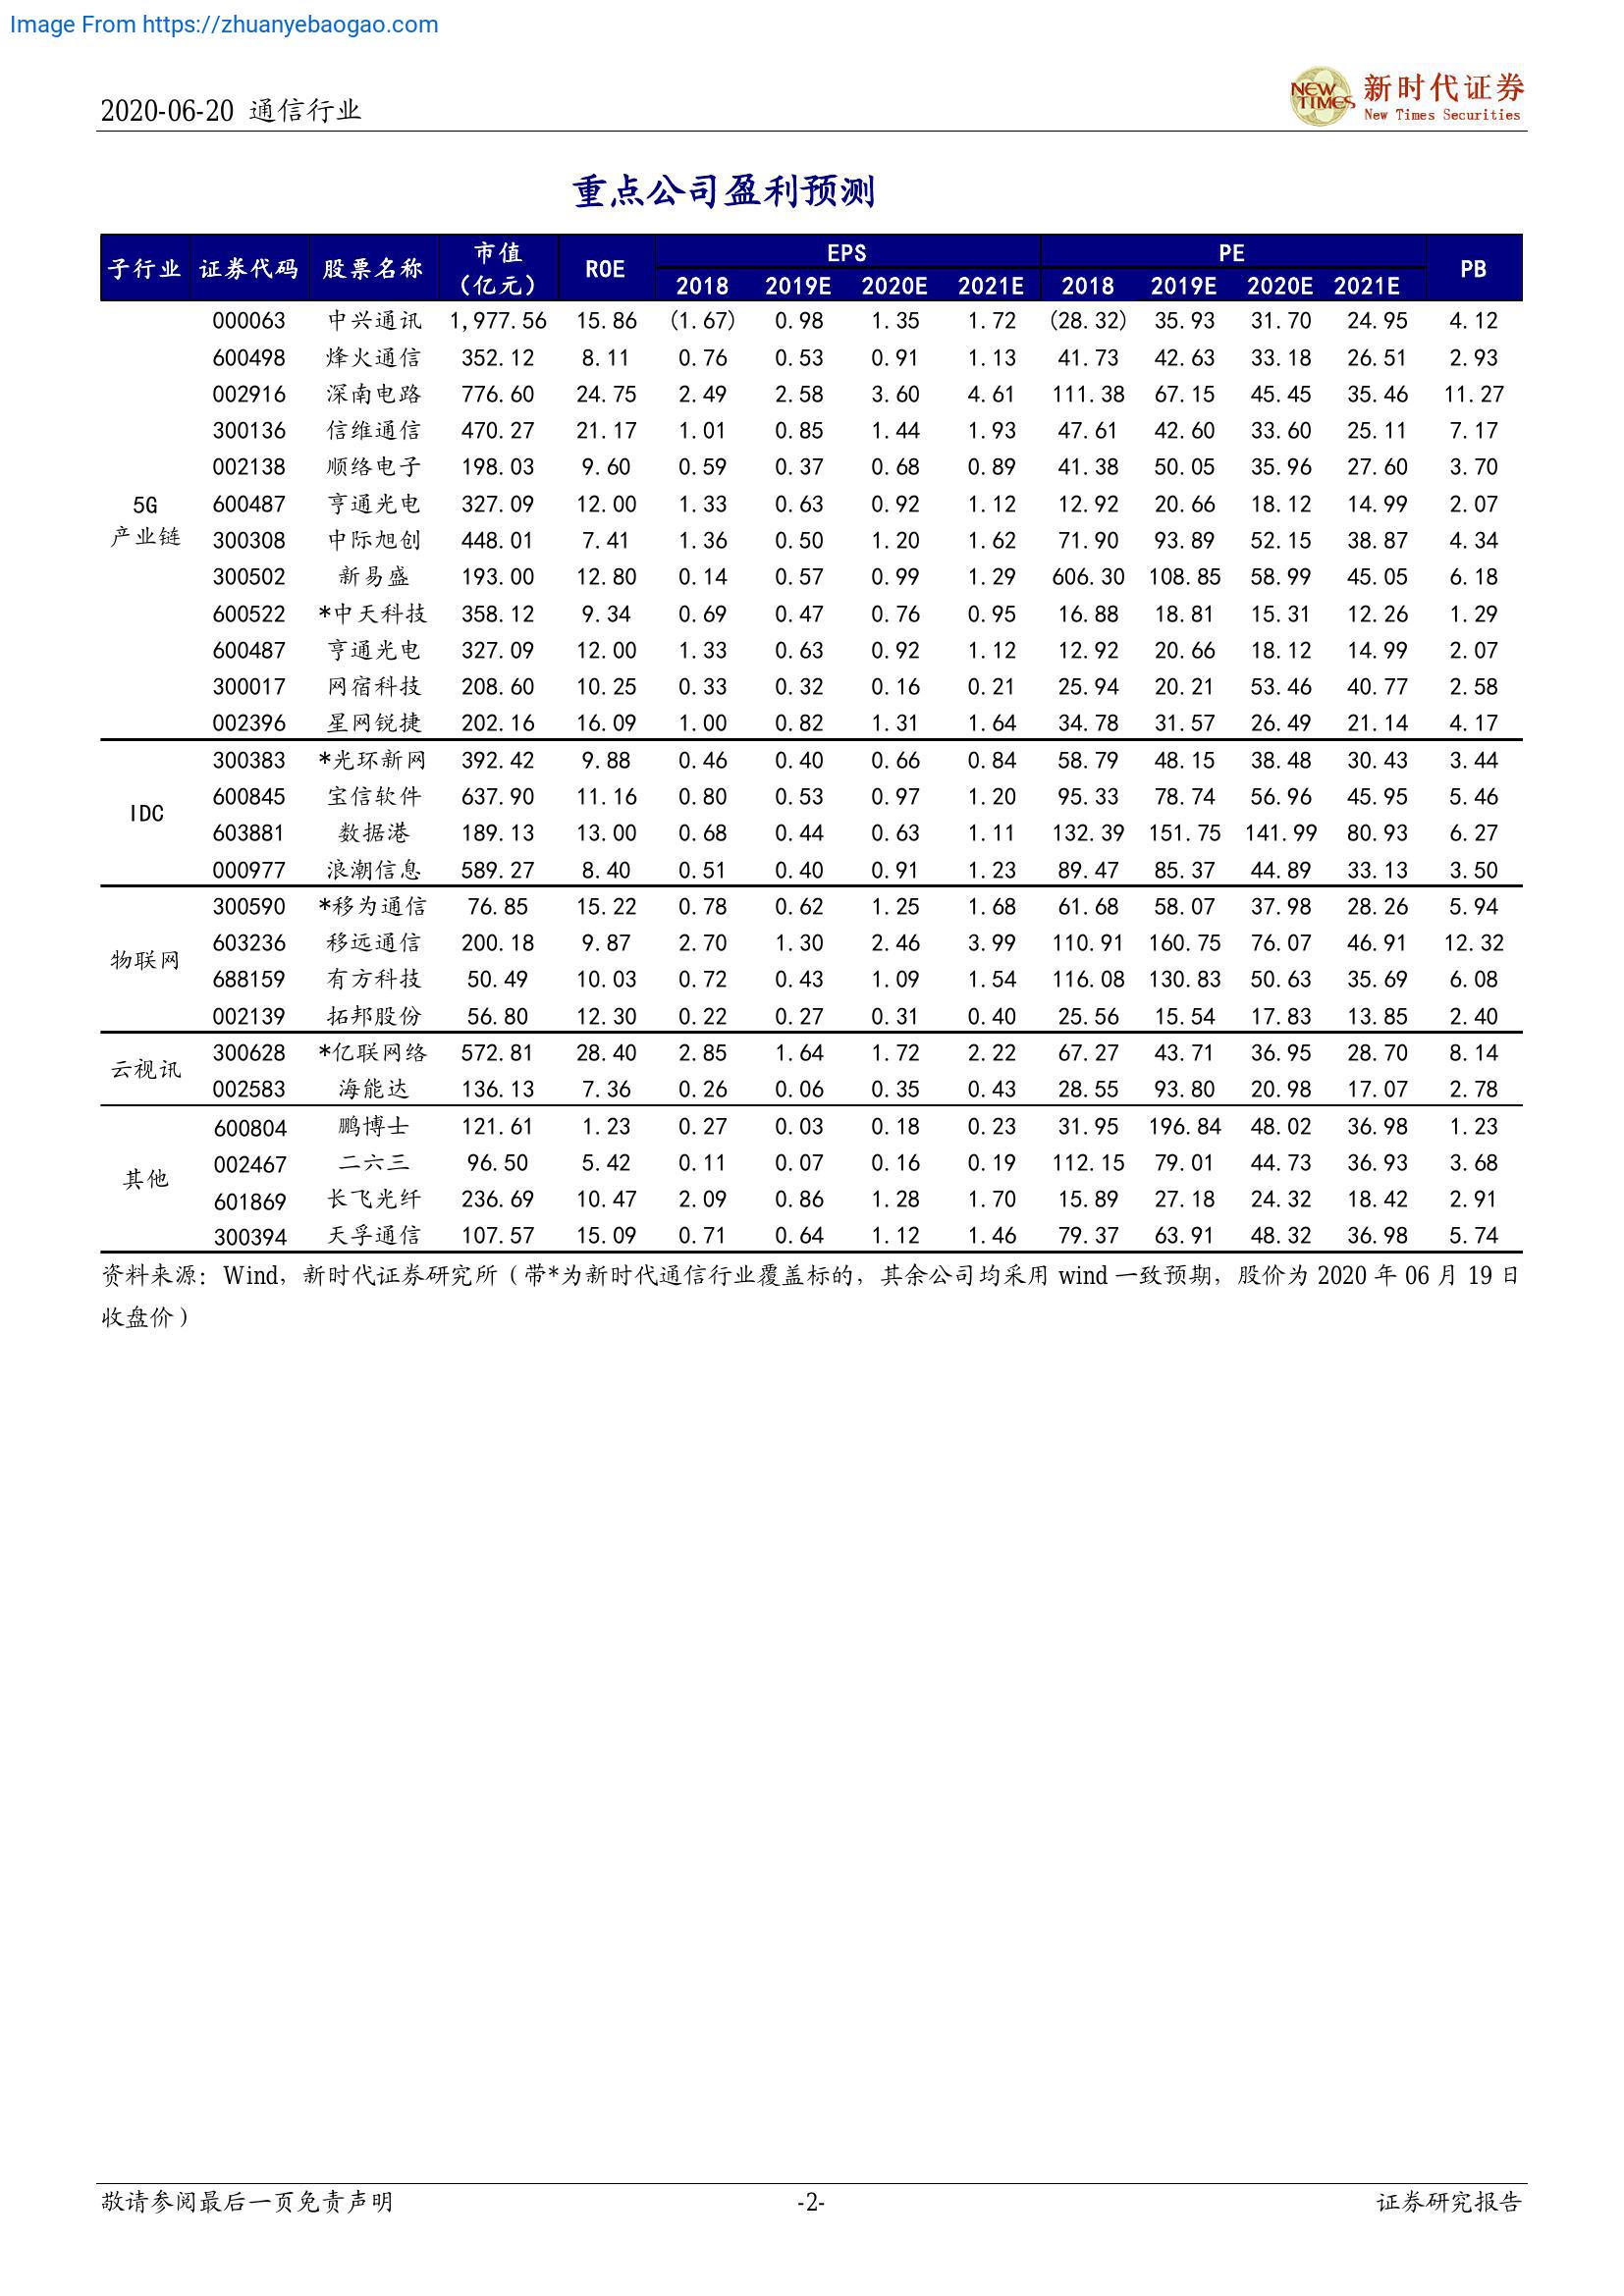 Image From https://zhuanyebaogao.com
2020-06-20 通信行业
NEW TIMES 新时代证券
New Times Securities
重点公司盈利预测
子行业 证券代码 股票名称 市值（亿元） ROE EPS PE PB
2018 2019E 2020E 2021E 2018 2019E 2020E 2021E
5G
产业链
000063 中兴通讯 1,977.56 15.86 (1.67) 0.98 1.35 1.72 (28.32) 35.93 31.70 24.95 4.12
600498 烽火通信 352.12 8.11 0.76 0.53 0.91 1.13 41.73 42.63 33.18 26.51 2.93
002916 深南电路 776.60 24.75 2.49 2.58 3.60 4.61 111.38 67.15 45.45 35.46 11.27
300136 信维通信 470.27 21.17 1.01 0.85 1.44 1.93 47.61 42.60 33.60 25.11 7.17
002138 顺络电子 198.03 9.60 0.59 0.37 0.68 0.89 41.38 50.05 35.96 27.60 3.70
600487 亨通光电 327.09 12.00 1.33 0.63 0.92 1.12 12.92 20.66 18.12 14.99 2.07
300308 中际旭创 448.01 7.41 1.36 0.50 1.20 1.62 71.90 93.89 52.15 38.87 4.34
300502 新易盛 193.00 12.80 0.14 0.57 0.99 1.29 606.30 108.85 58.99 45.05 6.18
600522 *中天科技 358.12 9.34 0.69 0.47 0.76 0.95 16.88 18.81 15.31 12.26 1.29
600487 亨通光电 327.09 12.00 1.33 0.63 0.92 1.12 12.92 20.66 18.12 14.99 2.07
300017 网宿科技 208.60 10.25 0.33 0.32 0.16 0.21 25.94 20.21 53.46 40.77 2.58
002396 星网锐捷 202.16 16.09 1.00 0.82 1.31 1.64 34.78 31.57 26.49 21.14 4.17
IDC
300383 *光环新网 392.42 9.88 0.46 0.40 0.66 0.84 58.79 48.15 38.48 30.43 3.44
600845 宝信软件 637.90 11.16 0.80 0.53 0.97 1.20 95.33 78.74 56.96 45.95 5.46
603881 数据港 189.13 13.00 0.68 0.44 0.63 1.11 132.39 151.75 141.99 80.93 6.27
000977 浪潮信息 589.27 8.40 0.51 0.40 0.91 1.23 89.47 85.37 44.89 33.13 3.50
物联网
300590 *移为通信 76.85 15.22 0.78 0.62 1.25 1.68 61.68 58.07 37.98 28.26 5.94
603236 移远通信 200.18 9.87 2.70 1.30 2.46 3.99 110.91 160.75 76.07 46.91 12.32
688159 有方科技 50.49 10.03 0.72 0.43 1.09 1.54 116.08 130.83 50.63 35.69 6.08
002139 拓邦股份 56.80 12.30 0.22 0.27 0.31 0.40 25.56 15.54 17.83 13.85 2.40
云视讯
300628 *亿联网络 572.81 28.40 2.85 1.64 1.72 2.22 67.27 43.71 36.95 28.70 8.14
002583 海能达 136.13 7.36 0.26 0.06 0.35 0.43 28.55 93.80 20.98 17.07 2.78
其他
600804 鹏博士 121.61 1.23 0.27 0.03 0.18 0.23 31.95 196.84 48.02 36.98 1.23
002467 二六三 96.50 5.42 0.11 0.07 0.16 0.19 112.15 79.01 44.73 36.93 3.68
601869 长飞光纤 236.69 10.47 2.09 0.86 1.28 1.70 15.89 27.18 24.32 18.42 2.91
300394 天孚通信 107.57 15.09 0.71 0.64 1.12 1.46 79.37 63.91 48.32 36.98 5.74
资料来源：Wind，新时代证券研究所（带*为新时代通信行业覆盖标的，其余公司均采用 wind 一致预期，股价为 2020 年 06 月 19 日
收盘价）
敬请参阅最后一页免责声明 -2- 证券研究报告